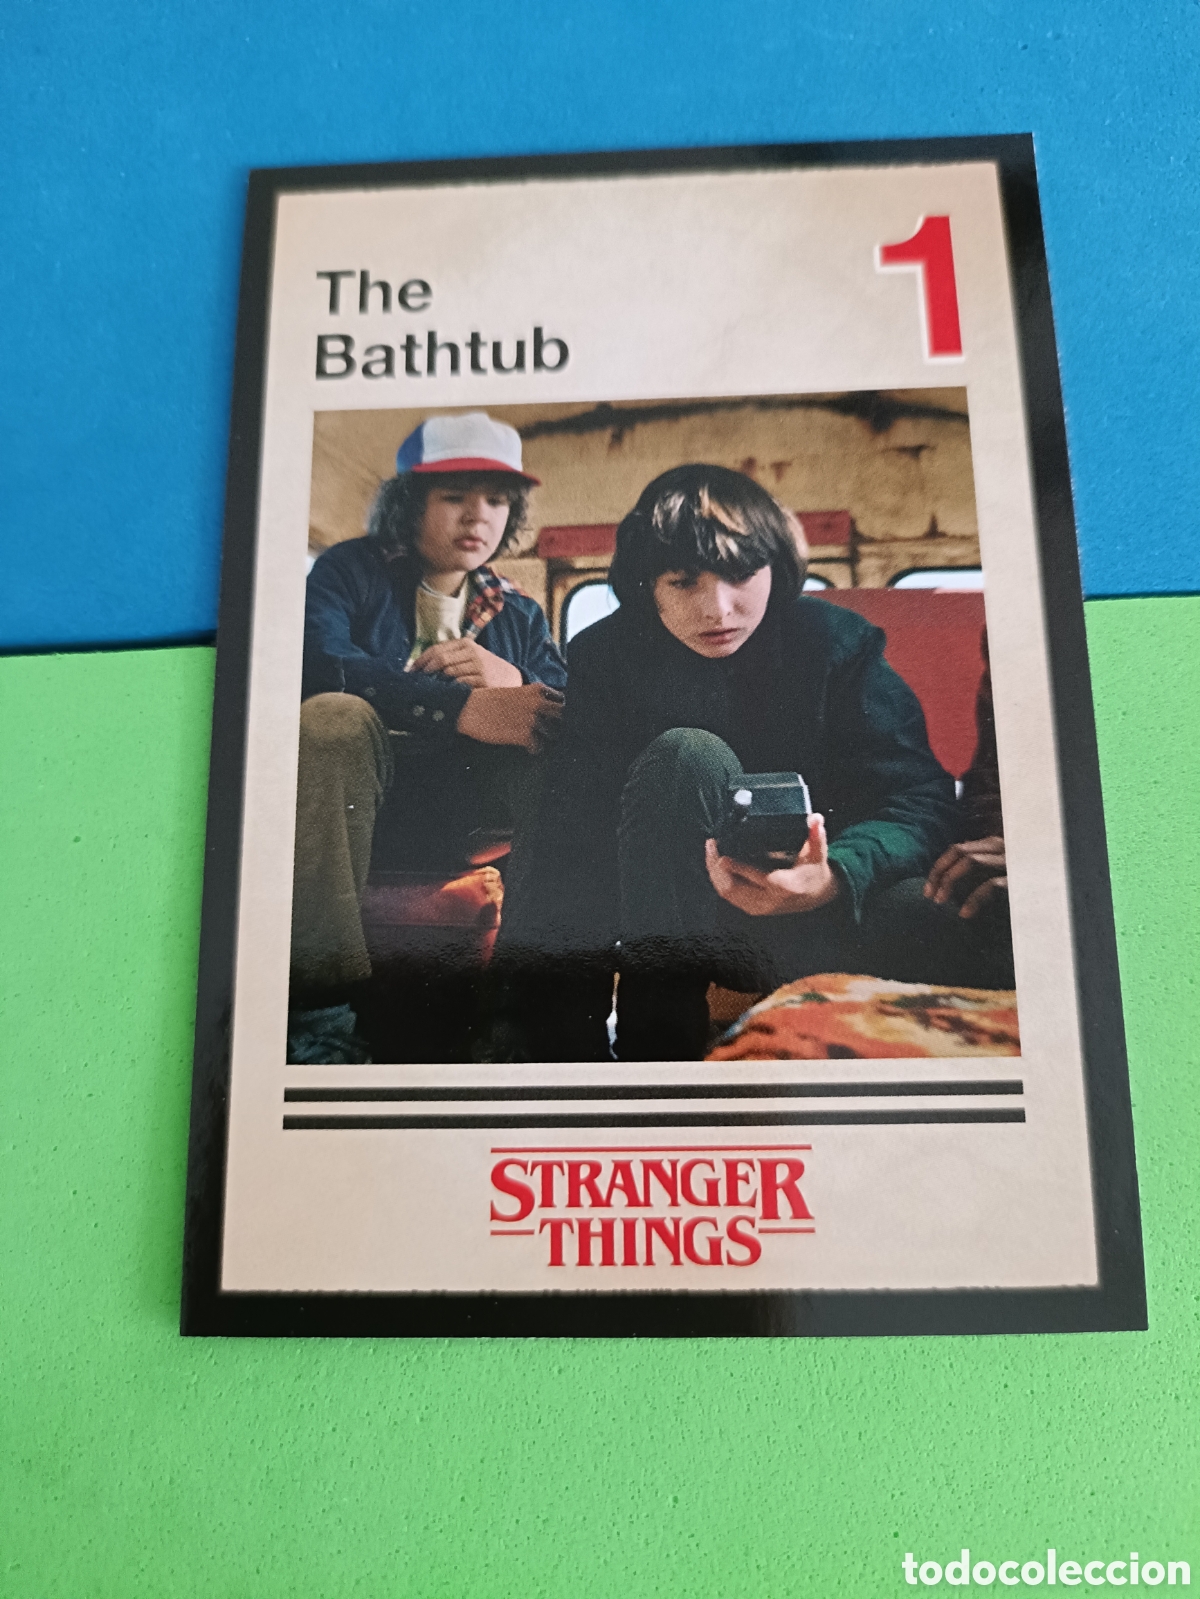 The
Bathtub
1
STRANGER
THINGS
todocoleccion